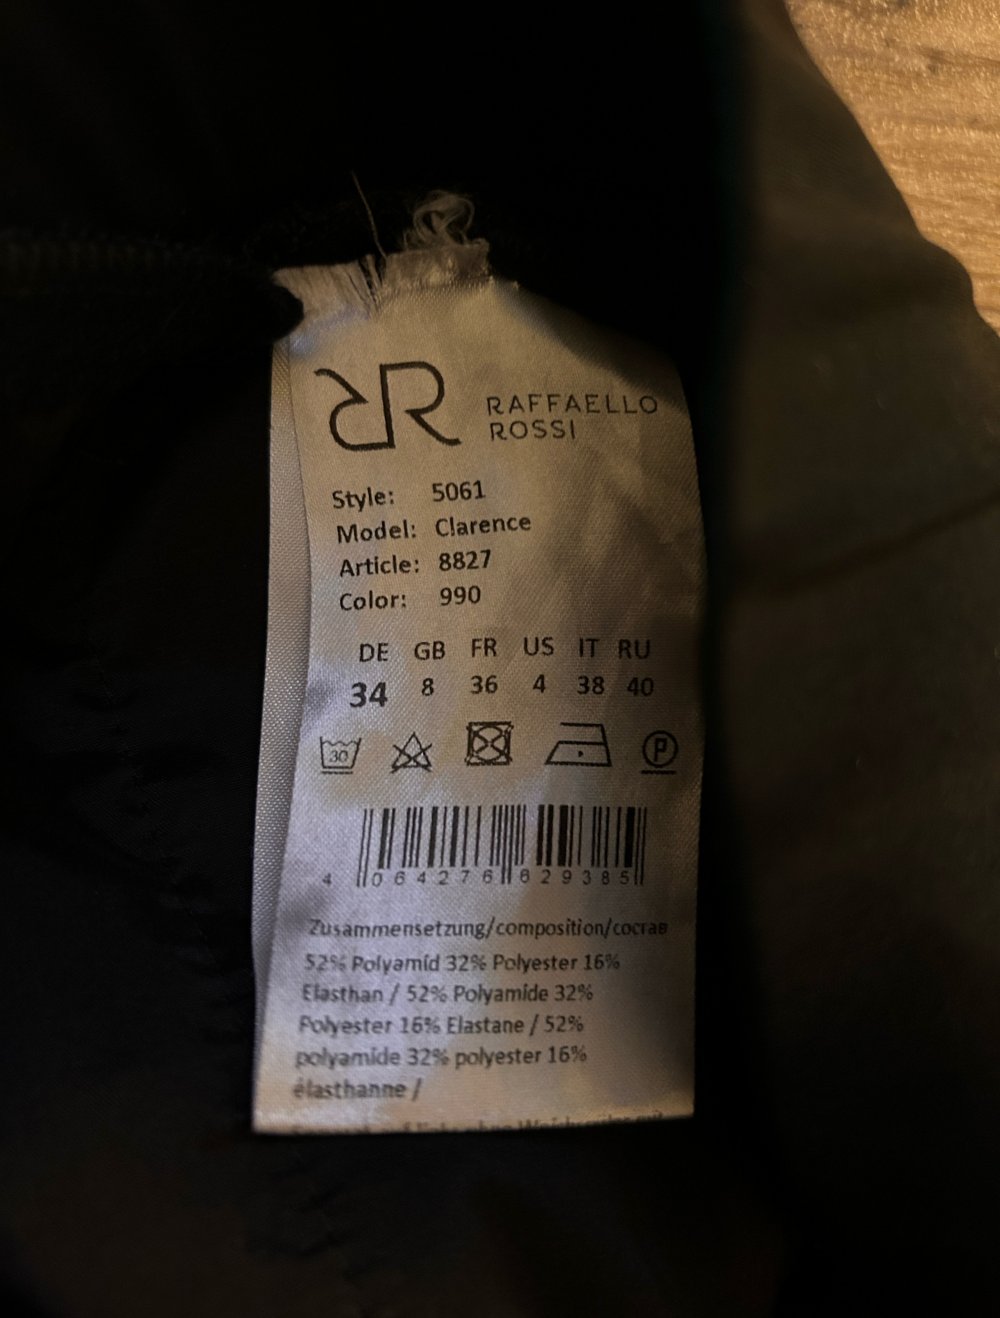 RR RAFFAELLO
ROSSI
Style: 5061
Model: Clarence
Article: 8827
Color: 990
DE GB FR US IT RU
34 8 36 4 38 40
30 P
4 064276 629385
Zusammensetzung/composition/cocтав
52% Polyamid 32% Polyester 16%
Elasthan / 52% Polyamide 32%
Polyester 16% Elastane / 52%
polyamide 32% polyester 16%
élasthanne /